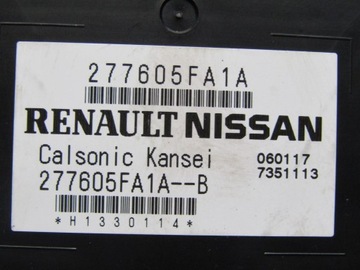 277605FA1A
RENAULT NISSAN
Calsonic Kansei 060117
277605FA1A--B 7351113
*H1330114*